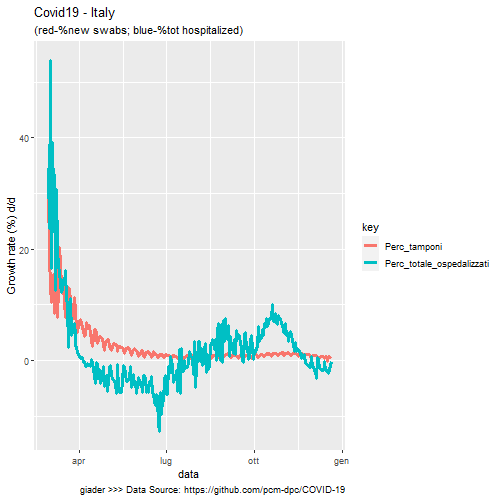 Covid19 - Italy
(red-%new swabs; blue-%tot hospitalized)
Growth rate (%) d/d
40
20
0
apr
lug
ott
gen
data
key
Perc_tamponi
Perc_totale_ospedalizzati
giader >>> Data Source: https://github.com/pcm-dpc/COVID-19